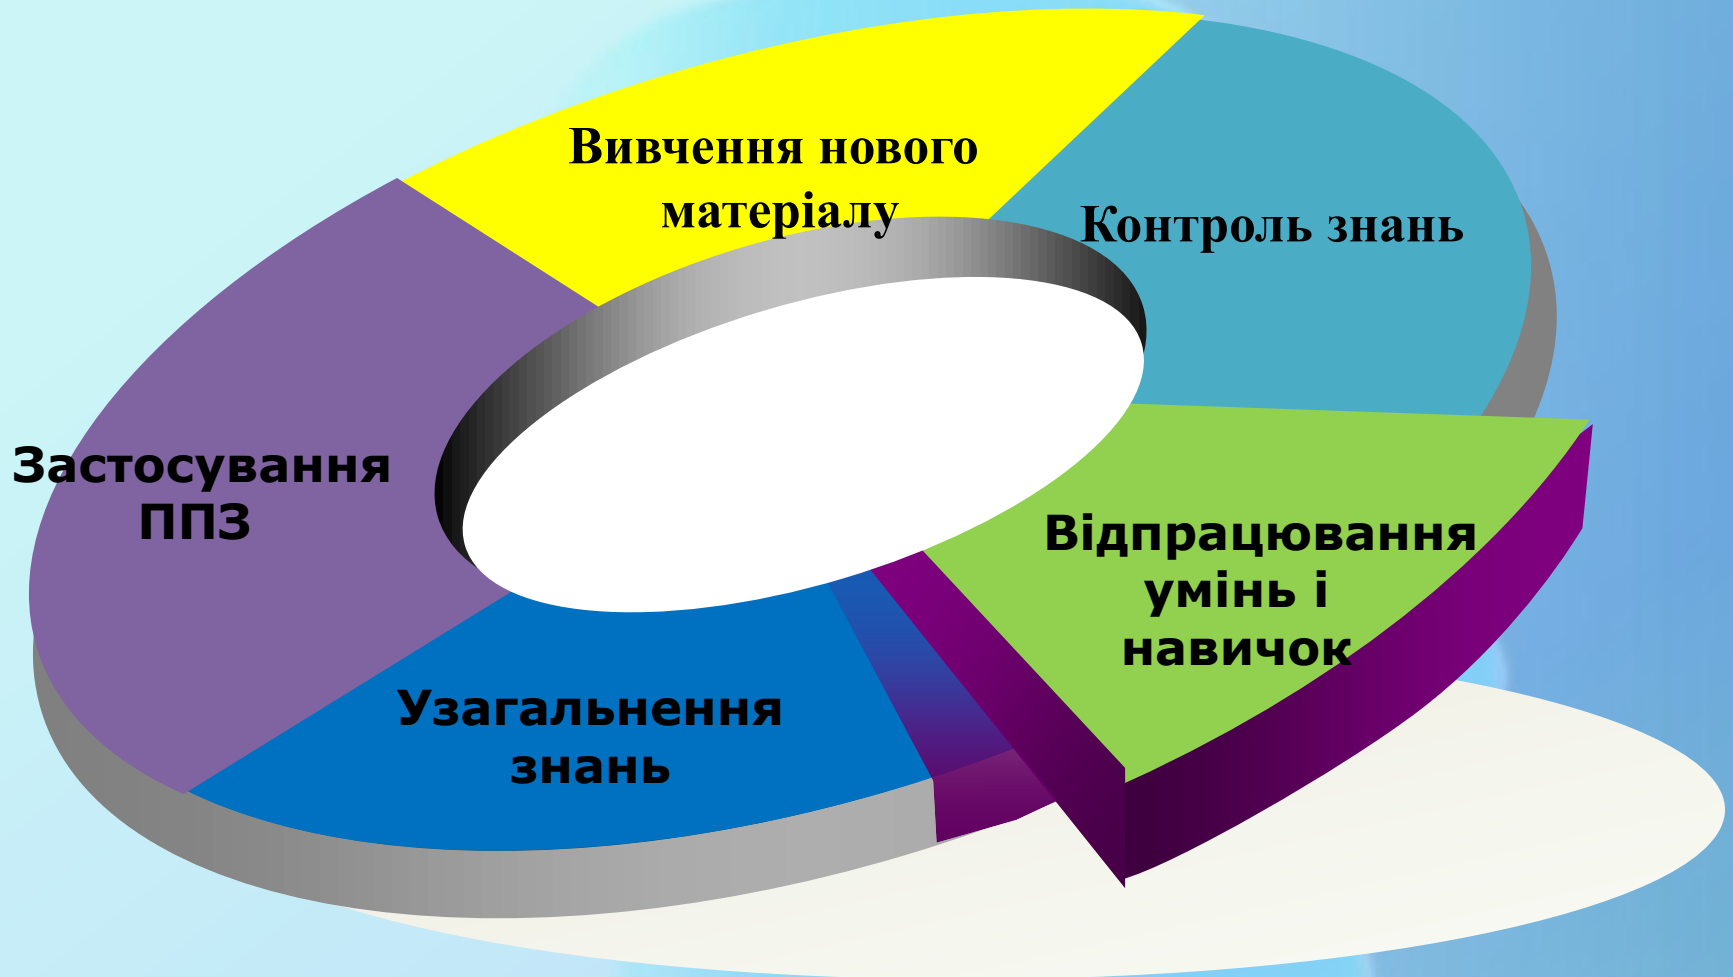 Вивчення нового
матеріалу
Контроль знань
Застосування
ППЗ
Відпрацювання
умінь і
навичок
Узагальнення
знань